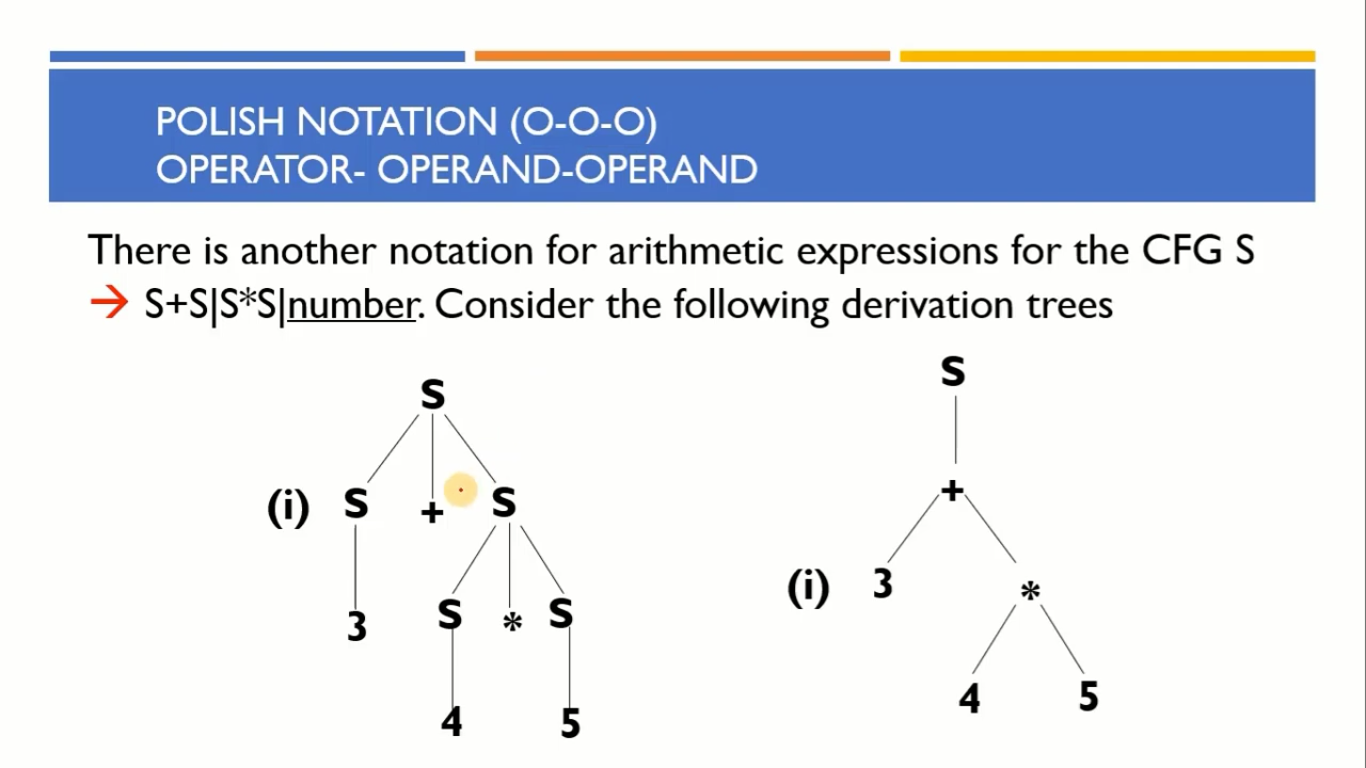 POLISH NOTATION (O-O-O)
OPERATOR- OPERAND-OPERAND
There is another notation for arithmetic expressions for the CFG S
→ S+S|S*S|number. Consider the following derivation trees
S
(i) S + S
3 S * S
4 5
S
+
(i) 3 *
4 5